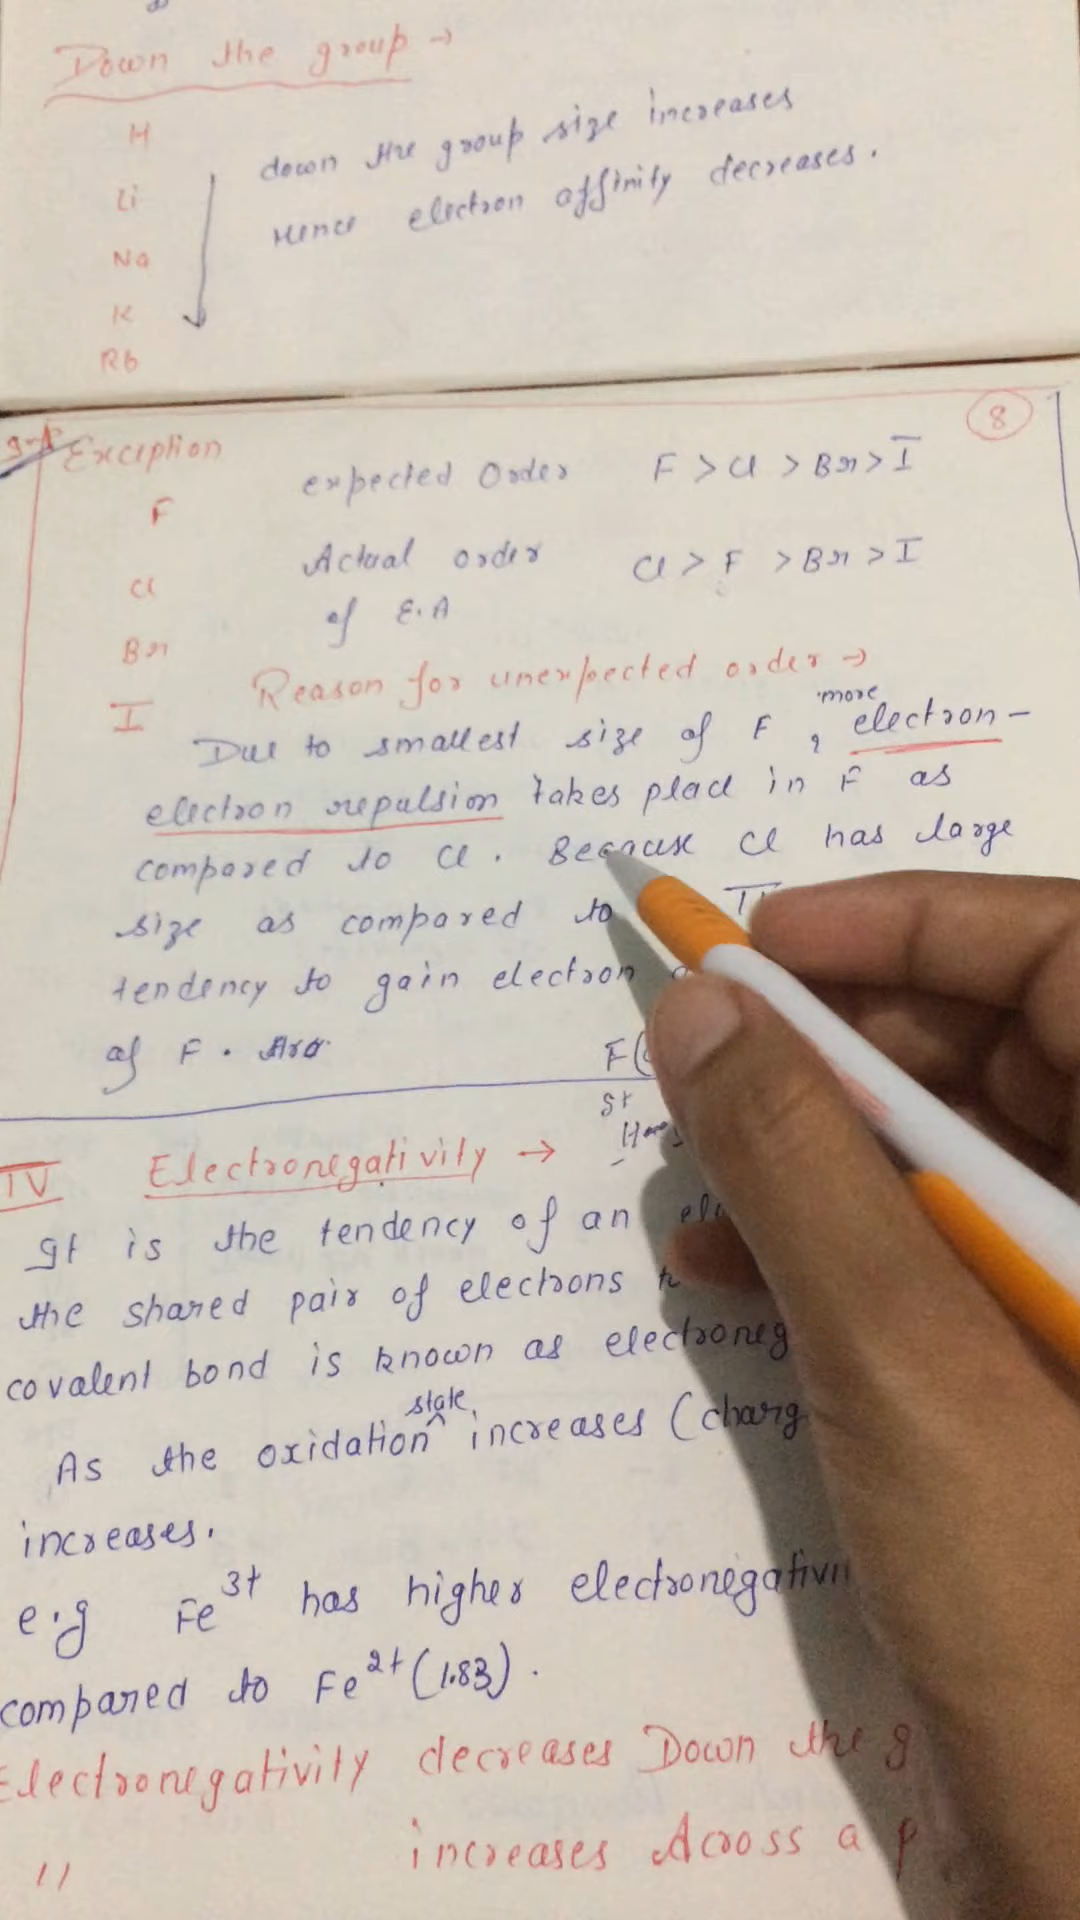 Down the group →
H
Li
Na
K
Rb
down the group size increases
Hence electron affinity decreases.
8
Exception
F
Cl
Br
I
expected Order F > Cl > Br > I
Actual order Cl > F > Br > I
of E.A
Reason for unexpected order →
more
Due to smallest size of F, electron-
electron repulsion takes place in F as
compared to Cl. Because Cl has large
size as compared to
tendency to gain electron
of F.
F(
IV Electronegativity →
It is the tendency of an
the shared pair of electrons
covalent bond is known as electroneg
state
As the oxidation ^ increases (charg
increases.
e.g Fe3+ has higher electronegativi
compared to Fe2+ (1.83).
Electronegativity decreases Down the g
" increases Across a p